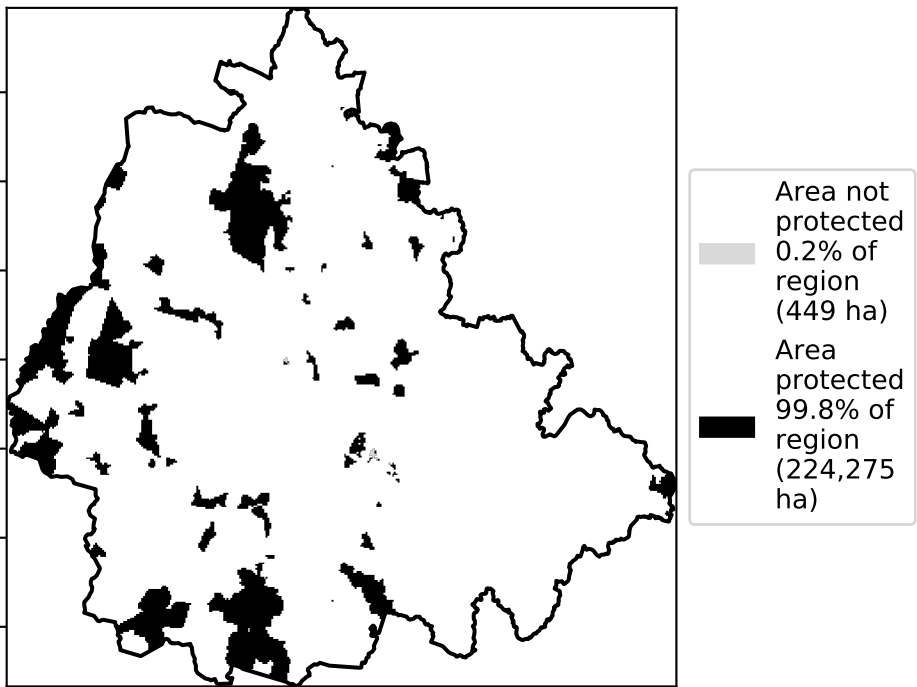 Area not
protected
0.2% of
region
(449 ha)
Area
protected
99.8% of
region
(224,275
ha)